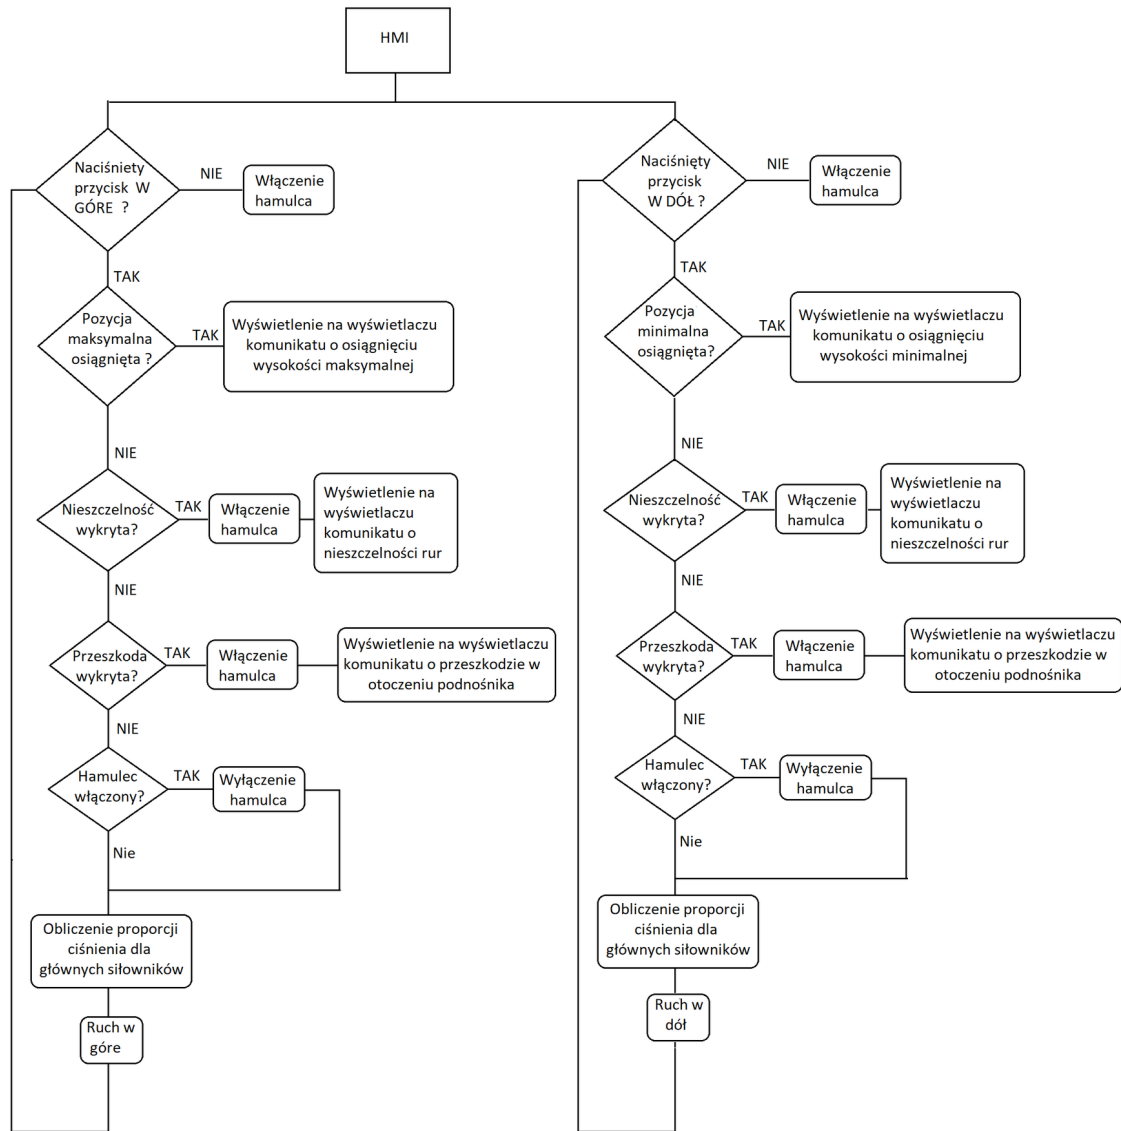 HMI
Naciśniety
przycisk W
GÓRE ?
NIE
Włączenie
hamulca
TAK
Pozycja
maksymalna
osiągnięta ?
TAK
Wyświetlenie na wyświetlaczu
komunikatu o osiągnięciu
wysokości maksymalnej
NIE
Nieszczelność
wykryta?
TAK
Włączenie
hamulca
Wyświetlenie na
wyświetlaczu
komunikatu o
nieszczelności rur
NIE
Przeszkoda
wykryta?
TAK
Włączenie
hamulca
Wyświetlenie na wyświetlaczu
komunikatu o przeszkodzie w
otoczeniu podnośnika
NIE
Hamulec
włączony?
TAK
Wyłączenie
hamulca
Nie
Obliczenie proporcji
ciśnienia dla
głównych siłowników
Ruch w
góre
Naciśnięty
przycisk
W DÓŁ ?
NIE
Włączenie
hamulca
TAK
Pozycja
minimalna
osiągnięta?
TAK
Wyświetlenie na wyświetlaczu
komunikatu o osiągnięciu
wysokości minimalnej
NIE
Nieszczelność
wykryta?
TAK
Włączenie
hamulca
Wyświetlenie na
wyświetlaczu
komunikatu o
nieszczelności rur
NIE
Przeszkoda
wykryta?
TAK
Włączenie
hamulca
Wyświetlenie na wyświetlaczu
komunikatu o przeszkodzie w
otoczeniu podnośnika
NIE
Hamulec
włączony?
TAK
Wyłączenie
hamulca
Nie
Obliczenie proporcji
ciśnienia dla
głównych siłowników
Ruch w
dół